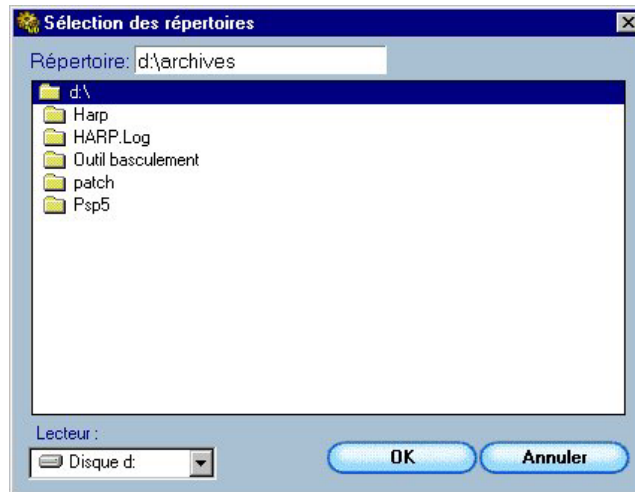 Sélection des répertoires
Répertoire: d:\archives
d:\
Harp
HARP.Log
Outil basculement
patch
Psp5
Lecteur :
Disque d:
OK
Annuler